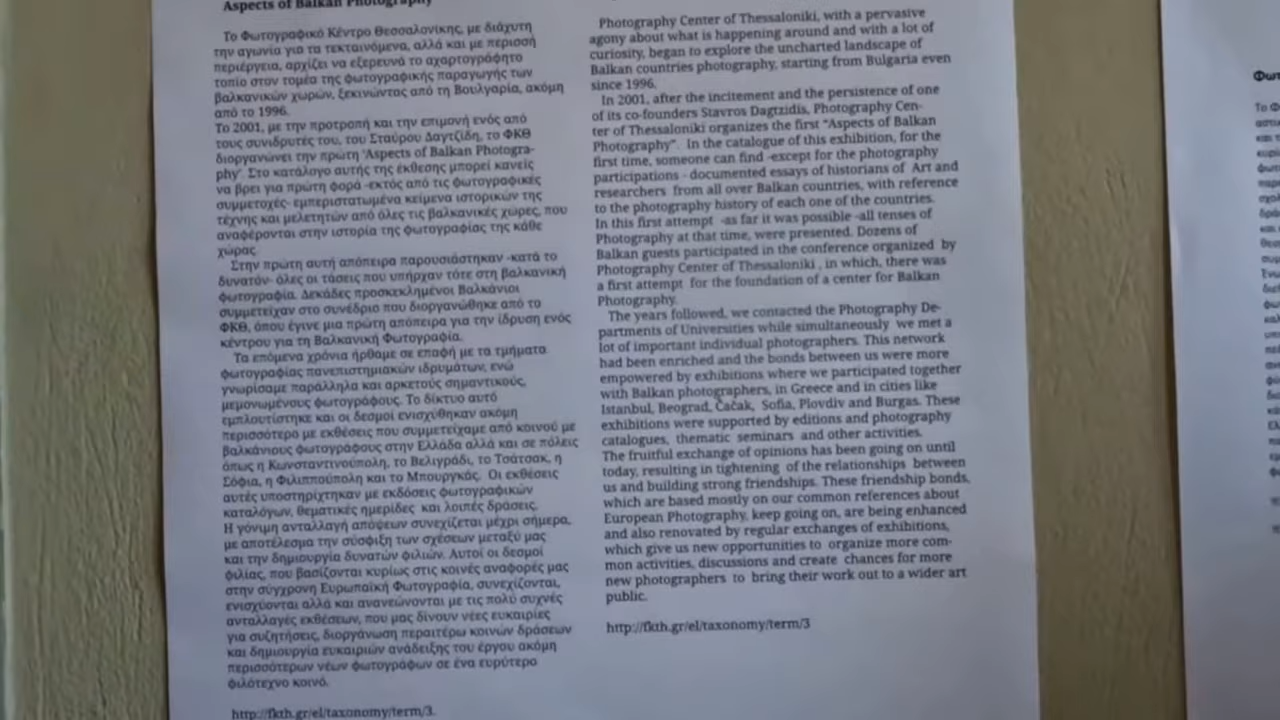 Aspects of Balkan Photography
Το Φωτογραφικό Κέντρο Θεσσαλονίκης, με διάχυτη
την αγωνία για τα τεκταινόμενα, αλλά και με περισσή
περιέργεια, αρχίζει να εξερευνά το αχαρτογράφητο
τοπίο στον τομέα της φωτογραφικής παραγωγής των
βαλκανικών χωρών, ξεκινώντας από τη Βουλγαρία, ακόμη
από το 1996.
Το 2001, με την προτροπή και την επιμονή ενός από
τους συνιδρυτές του, του Σταύρου Δαγτζίδη, το ΦΚΘ
διοργανώνει την πρώτη 'Aspects of Balkan Photogra-
phy'. Στο κατάλογο αυτής της έκθεσης μπορεί κανείς
να βρει για πρώτη φορά -εκτός από τις φωτογραφικές
συμμετοχές- εμπεριστατωμένα κείμενα ιστορικών της
τέχνης και μελετητών από όλες τις βαλκανικές χώρες, που
αναφέρονται στην ιστορία της φωτογραφίας της κάθε
χώρας.
Στην πρώτη αυτή απόπειρα παρουσιάστηκαν -κατά το
δυνατόν- όλες οι τάσεις που υπήρχαν τότε στη βαλκανική
φωτογραφία. Δεκάδες προσκεκλημένοι Βαλκάνιοι
συμμετείχαν στο συνέδριο που διοργανώθηκε από το
ΦΚΘ, όπου έγινε μια πρώτη απόπειρα για την ίδρυση ενός
κέντρου για τη Βαλκανική Φωτογραφία.
Τα επόμενα χρόνια ήρθαμε σε επαφή με τα τμήματα
φωτογραφίας πανεπιστημιακών ιδρυμάτων, ενώ
γνωρίσαμε παράλληλα και αρκετούς σημαντικούς,
μεμονωμένους φωτογράφους. Το δίκτυο αυτό
εμπλουτίστηκε και οι δεσμοί ενισχύθηκαν ακόμη
περισσότερο με εκθέσεις που συμμετείχαμε από κοινού με
βαλκάνιους φωτογράφους στην Ελλάδα αλλά και σε πόλεις
όπως η Κωνσταντινούπολη, το Βελιγράδι, το Τσάτσακ, η
Σόφια, η Φιλιππούπολη και το Μπουργκάς. Οι εκθέσεις
αυτές υποστηρίχτηκαν με εκδόσεις φωτογραφικών
καταλόγων, θεματικές ημερίδες και λοιπές δράσεις.
Η γόνιμη ανταλλαγή απόψεων συνεχίζεται μέχρι σήμερα,
με αποτέλεσμα την σύσφιξη των σχέσεων μεταξύ μας
και την δημιουργία δυνατών φιλιών. Αυτοί οι δεσμοί
φιλίας, που βασίζονται κυρίως στις κοινές αναφορές μας
στην σύγχρονη Ευρωπαϊκή Φωτογραφία, συνεχίζονται,
ενισχύονται αλλά και ανανεώνονται με τις πολύ συχνές
ανταλλαγές εκθέσεων, που μας δίνουν νέες ευκαιρίες
για συζητήσεις, διοργάνωση περαιτέρω κοινών δράσεων
και δημιουργία ευκαιριών ανάδειξης του έργου ακόμη
περισσοτέρων νέων φωτογράφων σε ένα ευρύτερο
φιλότεχνο κοινό.
http://fkth.gr/el/taxonomy/term/3.
Photography Center of Thessaloniki, with a pervasive
agony about what is happening around and with a lot of
curiosity, began to explore the uncharted landscape of
Balkan countries photography, starting from Bulgaria even
since 1996.
In 2001, after the incitement and the persistence of one
of its co-founders Stavros Dagtzidis, Photography Cen-
ter of Thessaloniki organizes the first "Aspects of Balkan
Photography". In the catalogue of this exhibition, for the
first time, someone can find -except for the photography
participations - documented essays of historians of Art and
researchers from all over Balkan countries, with reference
to the photography history of each one of the countries.
In this first attempt -as far it was possible -all tenses of
Photography at that time, were presented. Dozens of
Balkan guests participated in the conference organized by
Photography Center of Thessaloniki , in which, there was
a first attempt for the foundation of a center for Balkan
Photography.
The years followed, we contacted the Photography De-
partments of Universities while simultaneously we met a
lot of important individual photographers. This network
had been enriched and the bonds between us were more
empowered by exhibitions where we participated together
with Balkan photographers, in Greece and in cities like
Istanbul, Beograd, Čačak, Sofia, Plovdiv and Burgas. These
exhibitions were supported by editions and photography
catalogues, thematic seminars and other activities.
The fruitful exchange of opinions has been going on until
today, resulting in tightening of the relationships between
us and building strong friendships. These friendship bonds,
which are based mostly on our common references about
European Photography, keep going on, are being enhanced
and also renovated by regular exchanges of exhibitions,
which give us new opportunities to organize more com-
mon activities, discussions and create chances for more
new photographers to bring their work out to a wider art
public.
http://fkth.gr/el/taxonomy/term/3